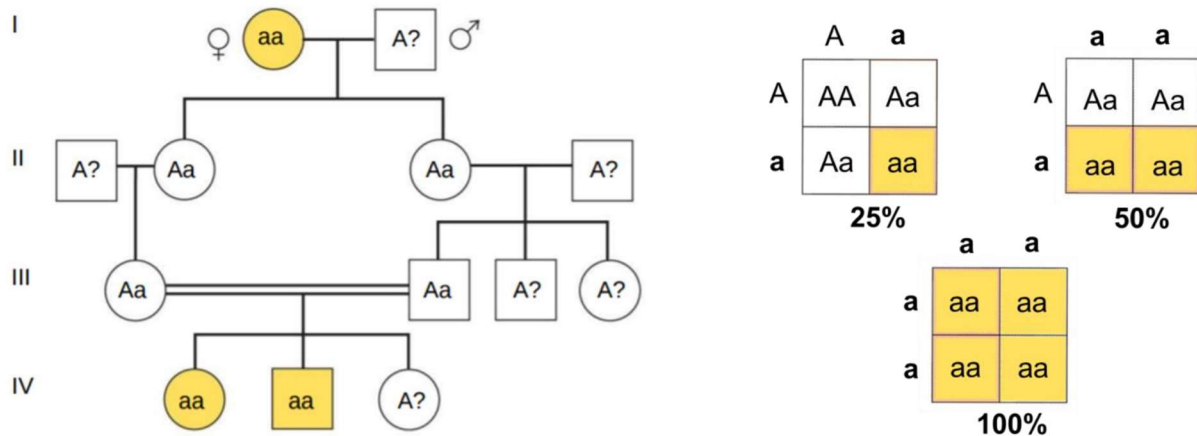 I
♀ aa A? ♂
II
A? Aa Aa A?
III
Aa Aa A? A?
IV
aa aa A?
A a
A AA Aa
a Aa aa
25%
a a
A Aa Aa
a aa aa
50%
a a
a aa aa
a aa aa
100%